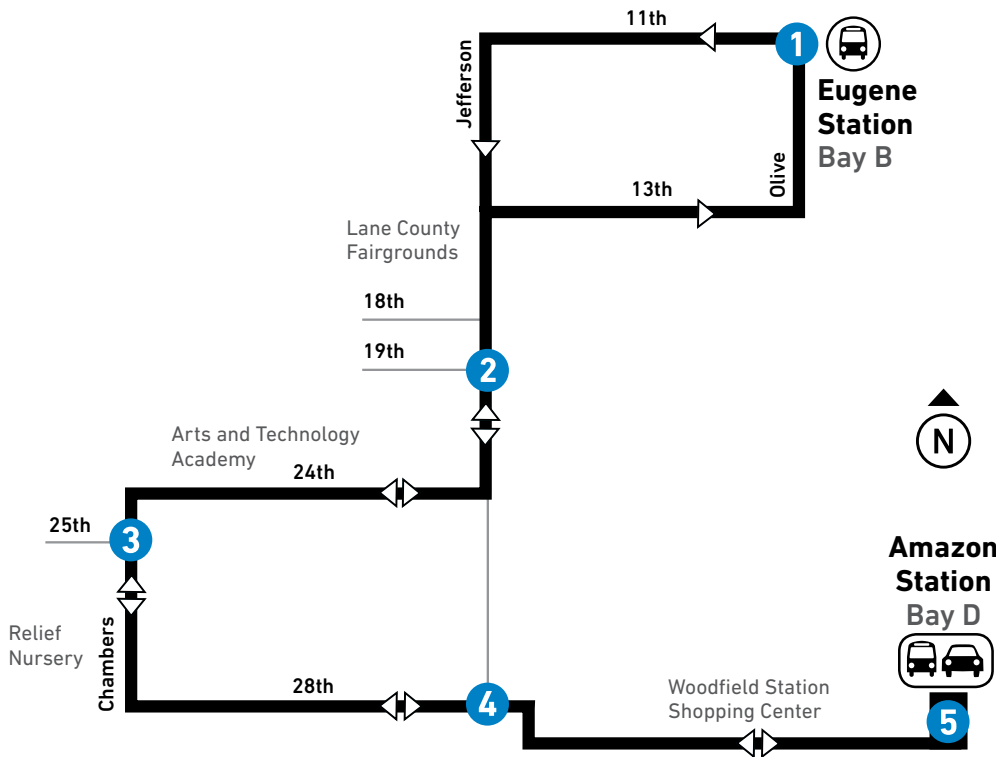 11th
1
Eugene
Station
Bay B
Jefferson
Olive
13th
Lane County
Fairgrounds
18th
19th
2
N
Arts and Technology
Academy
24th
25th
3
Amazon
Station
Bay D
Relief
Nursery
Chambers
28th
4
Woodfield Station
Shopping Center
5